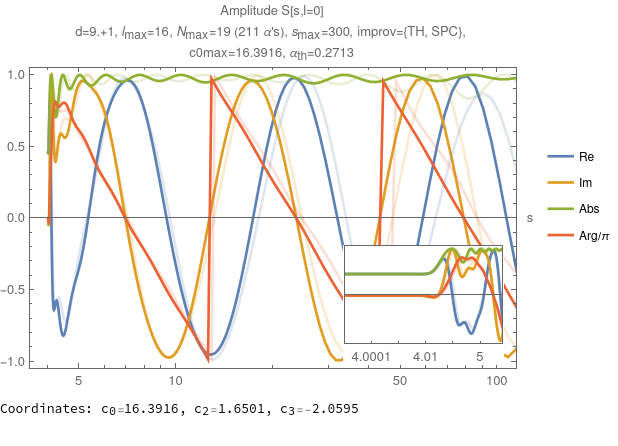 Amplitude S[s,l=0]
d=9.+1, lmax=16, Nmax=19 (211 α's), smax=300, improv={TH, SPC},
c0max=16.3916, αth=0.2713
1.0
0.5
0.0
−0.5
−1.0
5
10
50
100
s
Re
Im
Abs
Arg/π
4.0001
4.01
5
Coordinates: c0=16.3916, c2=1.6501, c3=−2.0595